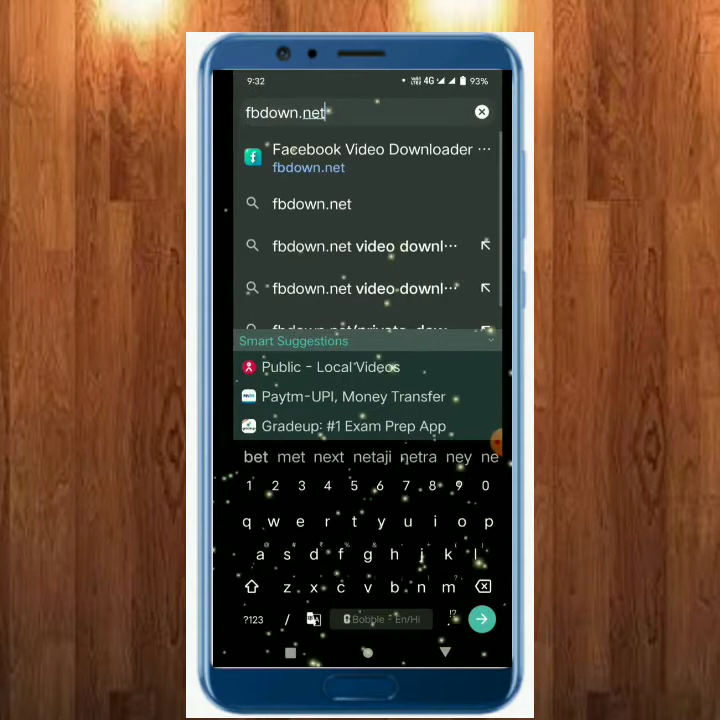 9:32 4G 93%
fbdown.net
Facebook Video Downloader ...
fbdown.net
fbdown.net
fbdown.net video downl...
fbdown.net video downl...
Smart Suggestions
Public - Local Videos
Paytm-UPI, Money Transfer
Gradeup: #1 Exam Prep App
bet met next netaji netra ney ne
1 2 3 4 5 6 7 8 9 0
q w e r t y u i o p
a s d f g h j k l
z x c v b n m
?123 / Bobble - En/Hi !? .